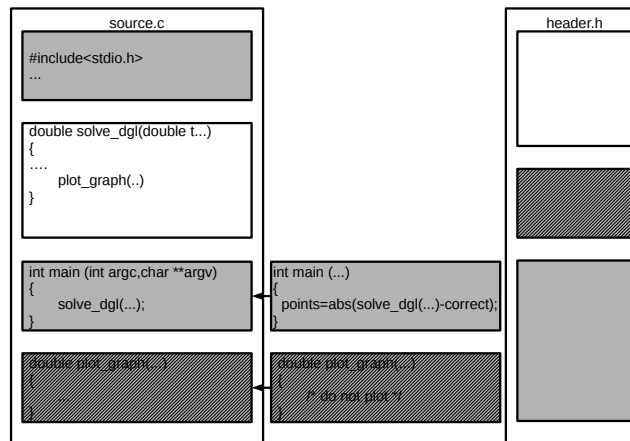 source.c
#include<stdio.h>
...
double solve_dgl(double t...)
{
....
plot_graph(..)
}
int main (int argc,char **argv)
{
solve_dgl(...);
}
double plot_graph(...)
{
...
}
int main (...)
{
points=abs(solve_dgl(...)-correct);
}
double plot_graph(...)
{
/* do not plot */
}
header.h